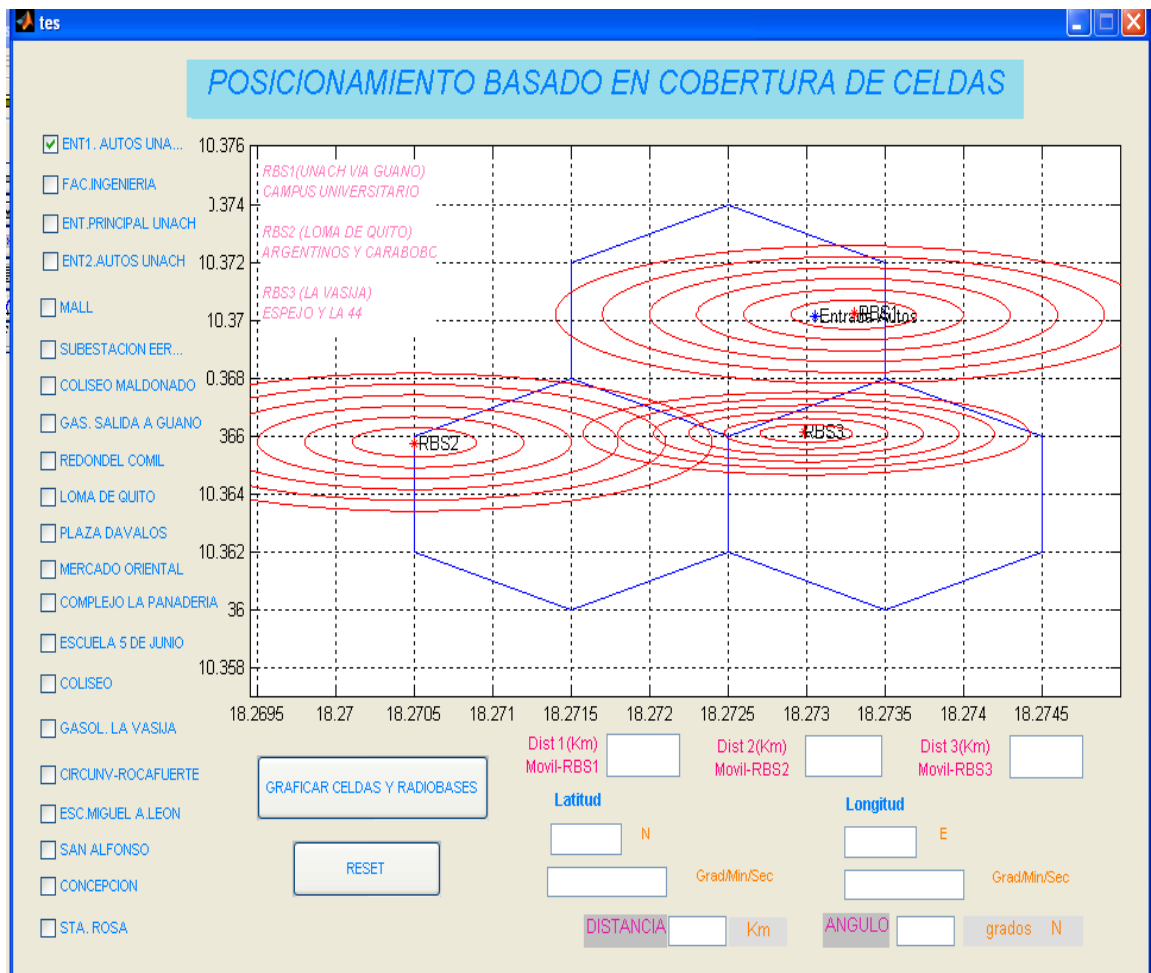 tes
POSICIONAMIENTO BASADO EN COBERTURA DE CELDAS
ENT1. AUTOS UNA...
FAC.INGENIERIA
ENT.PRINCIPAL UNACH
ENT2.AUTOS UNACH
MALL
SUBESTACION EER...
COLISEO MALDONADO
GAS. SALIDA A GUANO
REDONDEL COMIL
LOMA DE QUITO
PLAZA DAVALOS
MERCADO ORIENTAL
COMPLEJO LA PANADERIA
ESCUELA 5 DE JUNIO
COLISEO
GASOL. LA VASIJA
CIRCUNV-ROCAFUERTE
ESC.MIGUEL A.LEON
SAN ALFONSO
CONCEPCION
STA. ROSA
10.376
0.374
10.372
10.37
0.368
366
10.364
10.362
36
10.358
RBS1(UNACH VIA GUANO)
CAMPUS UNIVERSITARIO
RBS2 (LOMA DE QUITO)
ARGENTINOS Y CARABOBO
RBS3 (LA VASIJA)
ESPEJO Y LA 44
Entrada Autos
RBS1
RBS2
RBS3
18.2695 18.27 18.2705 18.271 18.2715 18.272 18.2725 18.273 18.2735 18.274 18.2745
Dist 1(Km)
Movil-RBS1
Dist 2(Km)
Movil-RBS2
Dist 3(Km)
Movil-RBS3
GRAFICAR CELDAS Y RADIOBASES
RESET
Latitud
N
Grad/Min/Sec
Longitud
E
Grad/Min/Sec
DISTANCIA
Km
ANGULO
grados N